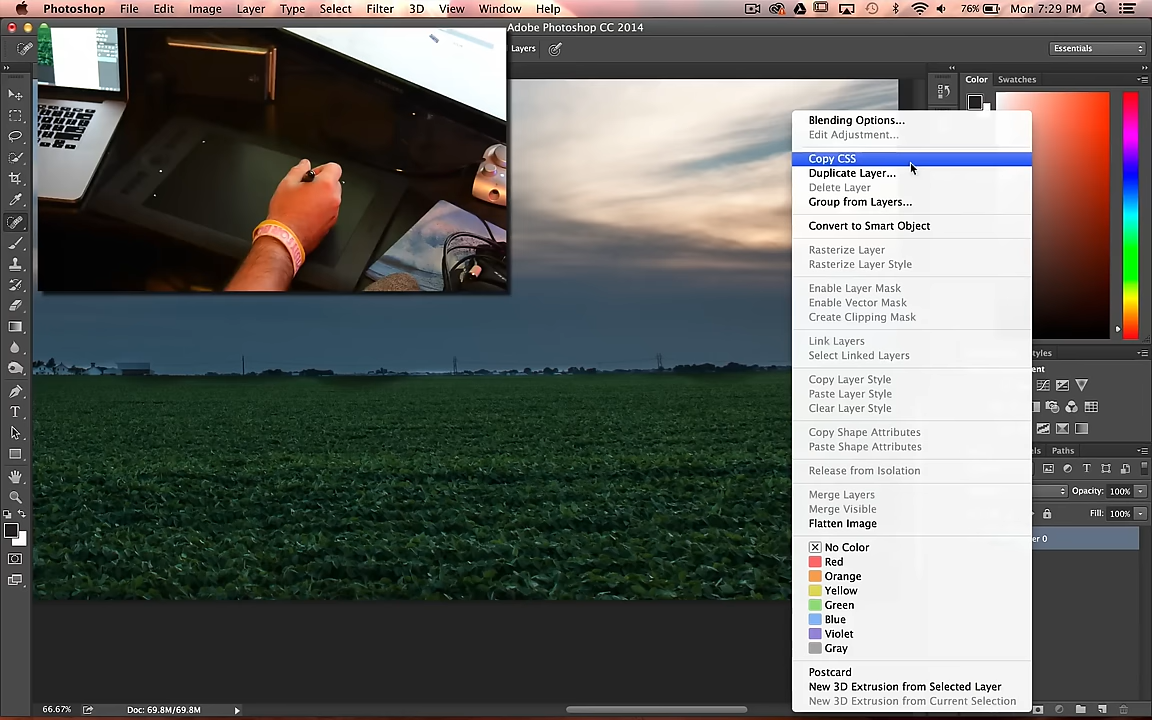 Photoshop File Edit Image Layer Type Select Filter 3D View Window Help 76% Mon 7:29 PM
Adobe Photoshop CC 2014
Layers Essentials
Color Swatches
Blending Options...
Edit Adjustment...
Copy CSS
Duplicate Layer...
Delete Layer
Group from Layers...
Convert to Smart Object
Rasterize Layer
Rasterize Layer Style
Enable Layer Mask
Enable Vector Mask
Create Clipping Mask
Link Layers
Select Linked Layers
Copy Layer Style
Paste Layer Style
Clear Layer Style
Copy Shape Attributes
Paste Shape Attributes
Release from Isolation
Merge Layers
Merge Visible
Flatten Image
No Color
Red
Orange
Yellow
Green
Blue
Violet
Gray
Postcard
New 3D Extrusion from Selected Layer
New 3D Extrusion from Current Selection
tyles
ent
els Paths
Opacity: 100%
Fill: 100%
er 0
66.67% Doc: 69.8M/69.8M